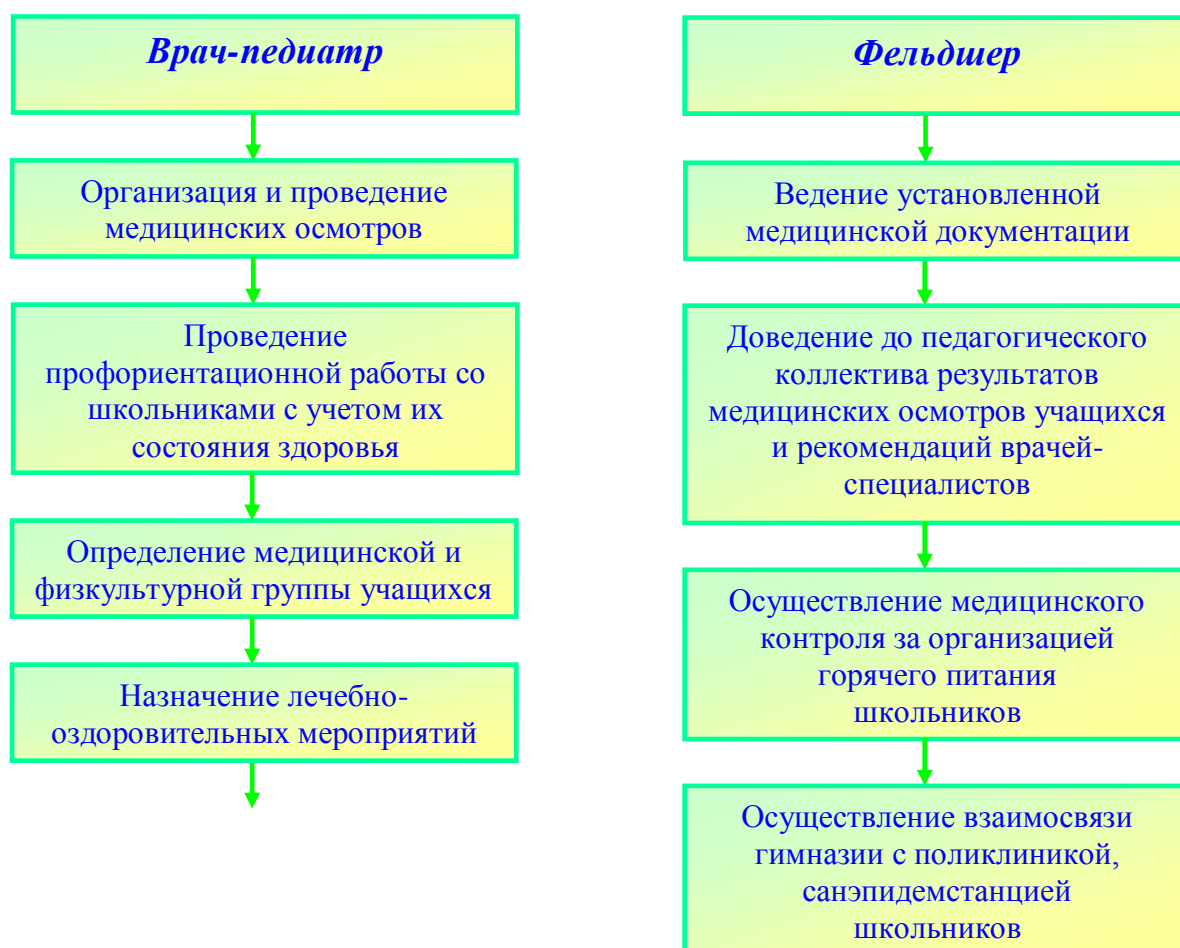 Врач-педиатр
Организация и проведение
медицинских осмотров
Проведение
профориентационной работы со
школьниками с учетом их
состояния здоровья
Определение медицинской и
физкультурной группы учащихся
Назначение лечебно-
оздоровительных мероприятий
Фельдшер
Ведение установленной
медицинской документации
Доведение до педагогического
коллектива результатов
медицинских осмотров учащихся
и рекомендаций врачей-
специалистов
Осуществление медицинского
контроля за организацией
горячего питания
школьников
Осуществление взаимосвязи
гимназии с поликлиникой,
санэпидемстанцией
школьников